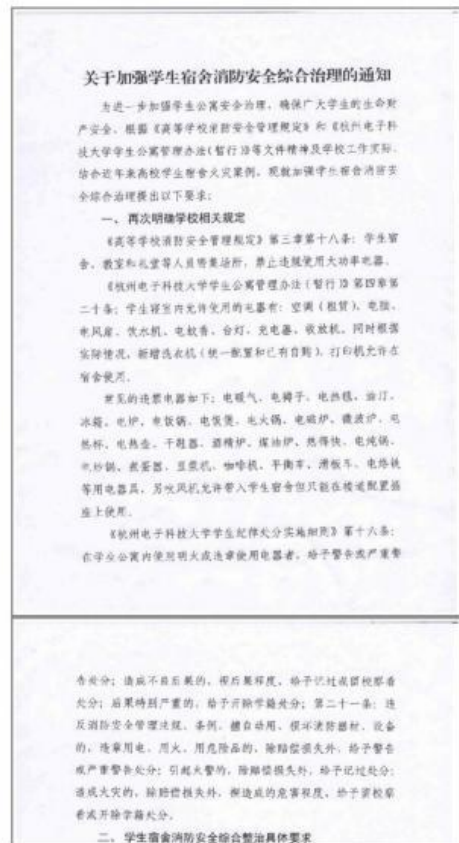 关于加强学生宿舍消防安全综合治理的通知
为进一步加强学生公寓安全治理，确保广大学生的生命财
产安全，根据《高等学校消防安全管理规定》和《杭州电子科
技大学学生公寓管理办法（暂行）》等文件精神及学校工作实际，
结合近年来高校学生宿舍火灾案例，现就加强学生宿舍消防安
全综合治理提出以下要求：
一、再次明确学校相关规定
《高等学校消防安全管理规定》第三章第十八条：学生宿
舍、教室和礼堂等人员密集场所，禁止违规使用大功率电器。
《杭州电子科技大学学生公寓管理办法（暂行）》第四章第
二十条：学生寝室内允许使用的电器有：空调（租赁）、电脑、
电风扇、饮水机、电蚊香、台灯、充电器、收放机。同时根据
实际情况，新增洗衣机（统一配置和已有自购）、打印机允许在
宿舍使用。
常见的违禁电器如下：电暖气、电褥子、电热毯、油汀、
冰箱、电炉、电饭锅、电饭煲、电火锅、电磁炉、微波炉、电
热杯、电热壶、干鞋器、酒精炉、煤油炉、热得快、电炖锅、
电炒锅、煮蛋器、豆浆机、咖啡机、平衡车、滑板车、电烙铁
等用电器具。另吹风机允许带入学生宿舍但只能在楼道配置插
座上使用。
《杭州电子科技大学学生纪律处分实施细则》第十六条：
在学生公寓内使用明火或违章使用电器者，给予警告或严重警
告处分；造成不良后果的，视后果程度，给予记过或留校察看
处分；后果特别严重的，给予开除学籍处分；第二十一条：违
反消防安全管理法规、条例，擅自动用、损坏消防器材、设备
的，违章用电、用火、用危险品的，除赔偿损失外，给予警告
或严重警告处分；引起火警的，除赔偿损失外，给予记过处分；
造成火灾的，除赔偿损失外，视造成的危害程度，给予留校察
看或开除学籍处分。
二、学生宿舍消防安全综合整治具体要求